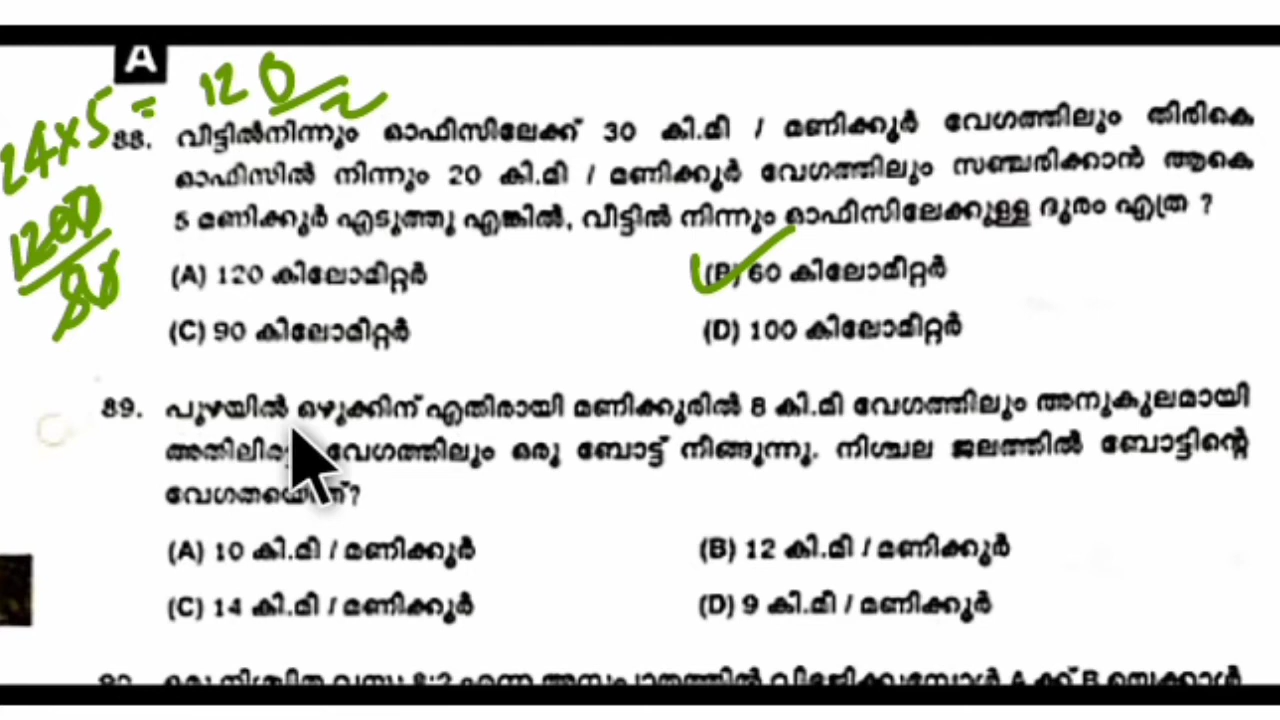 A
24×5 = 120
1200
88. വീട്ടിൽനിന്നും ഓഫിസിലേക്ക് 30 കി.മീ / മണിക്കൂർ വേഗത്തിലും തിരികെ
ഓഫിസിൽ നിന്നും 20 കി.മീ / മണിക്കൂർ വേഗത്തിലും സഞ്ചരിക്കാൻ ആകെ
5 മണിക്കൂർ എടുത്തു എങ്കിൽ, വീട്ടിൽ നിന്നും ഓഫീസിലേക്കുള്ള ദൂരം എത്ര ?
(A) 120 കിലോമീറ്റർ
(B) 60 കിലോമീറ്റർ
(C) 90 കിലോമീറ്റർ
(D) 100 കിലോമീറ്റർ
89. പുഴയിൽ ഒഴുക്കിന് എതിരായി മണിക്കൂരിൽ 8 കി.മീ വേഗത്തിലും അനുകൂലമായി
വേഗത്തിലും ഒരു ബോട്ട് നീങ്ങുന്നു. നിശ്ചല ജലത്തിൽ ബോട്ടിന്റെ
(A) 10 കി.മീ / മണിക്കൂർ
(B) 12 കി.മീ / മണിക്കൂർ
(C) 14 കി.മീ / മണിക്കൂർ
(D) 9 കി.മീ / മണിക്കൂർ